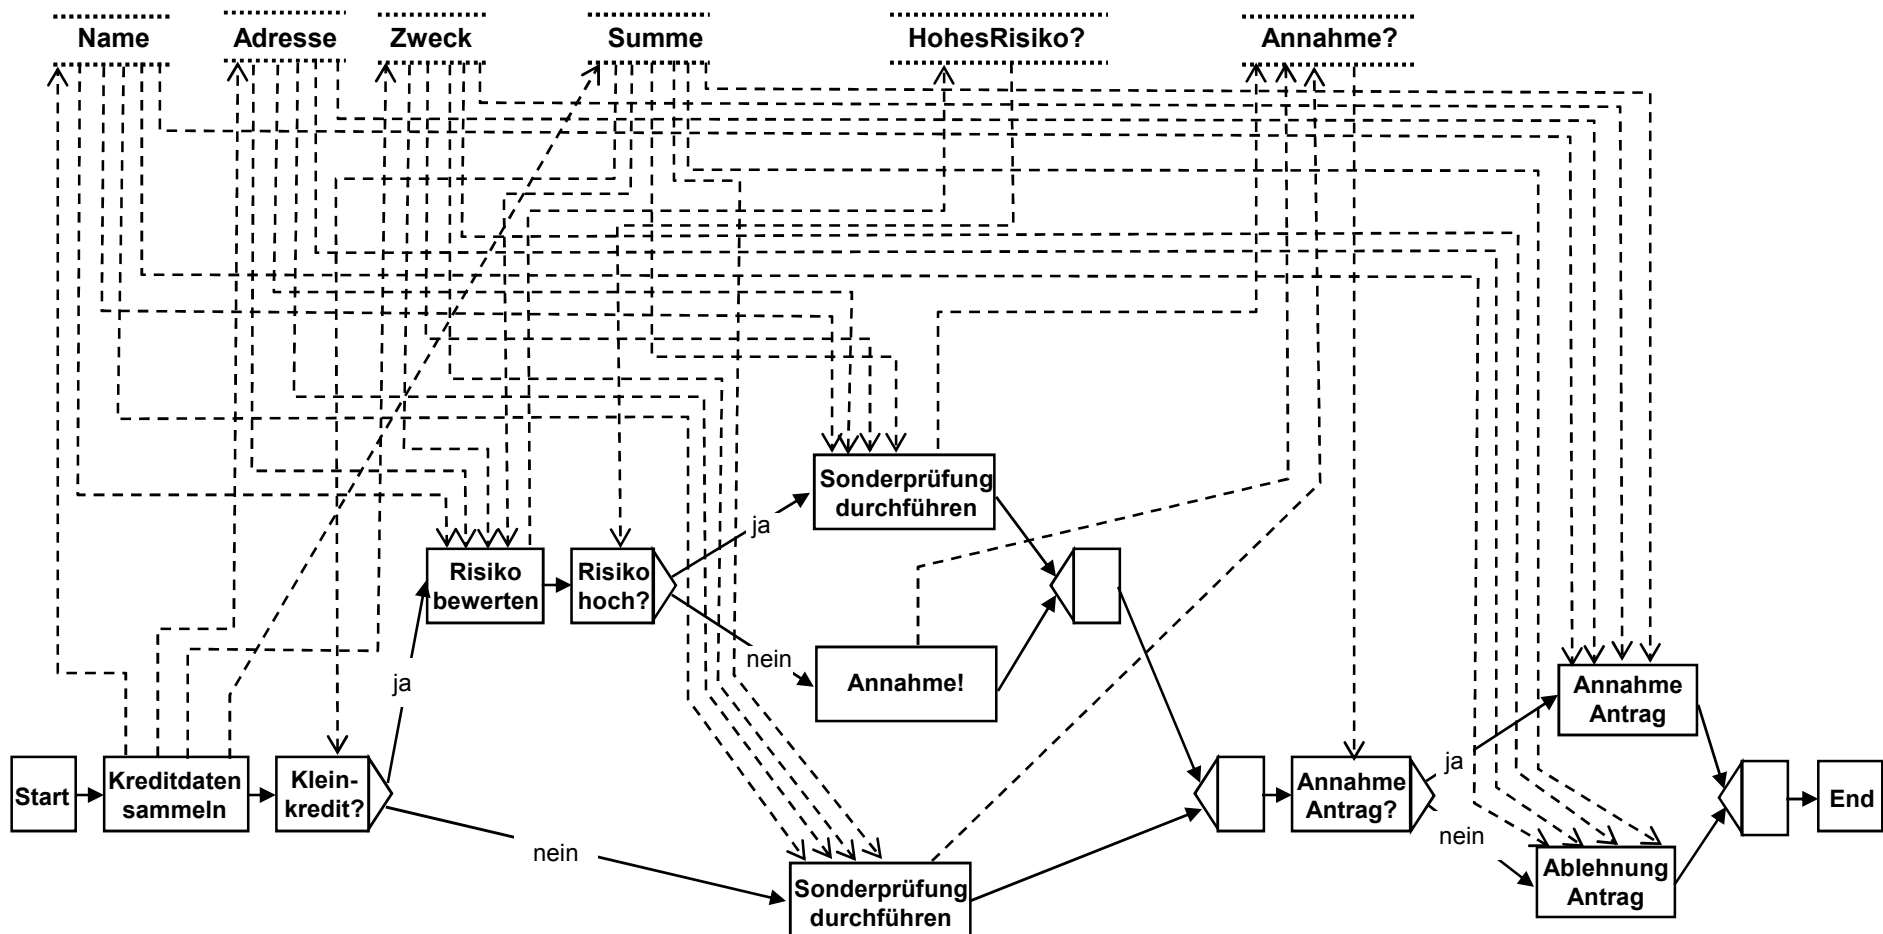 Name
Adresse
Zweck
Summe
HohesRisiko?
Annahme?
Sonderprüfung
durchführen
ja
Risiko
bewerten
Risiko
hoch?
nein
Annahme!
ja
Annahme
Antrag
Start
Kreditdaten
sammeln
Klein-
kredit?
Annahme
Antrag?
ja
End
nein
nein
Sonderprüfung
durchführen
Ablehnung
Antrag